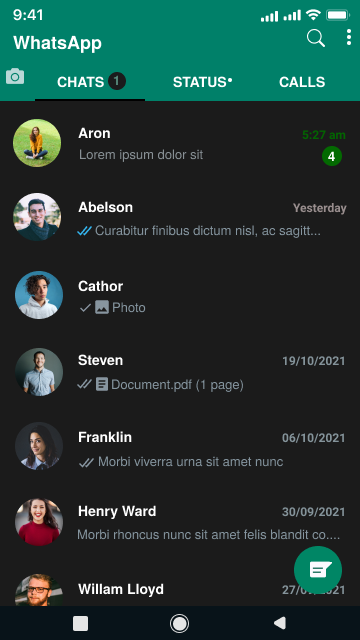 9:41
WhatsApp
CHATS 1 STATUS• CALLS
Aron 5:27 am
Lorem ipsum dolor sit 4
Abelson Yesterday
Curabitur finibus dictum nisl, ac sagitt...
Cathor
Photo
Steven 19/10/2021
Document.pdf (1 page)
Franklin 06/10/2021
Morbi viverra urna sit amet nunc
Henry Ward 30/09/2021
Morbi rhoncus nunc sit amet felis blandit co....
Willam Lloyd